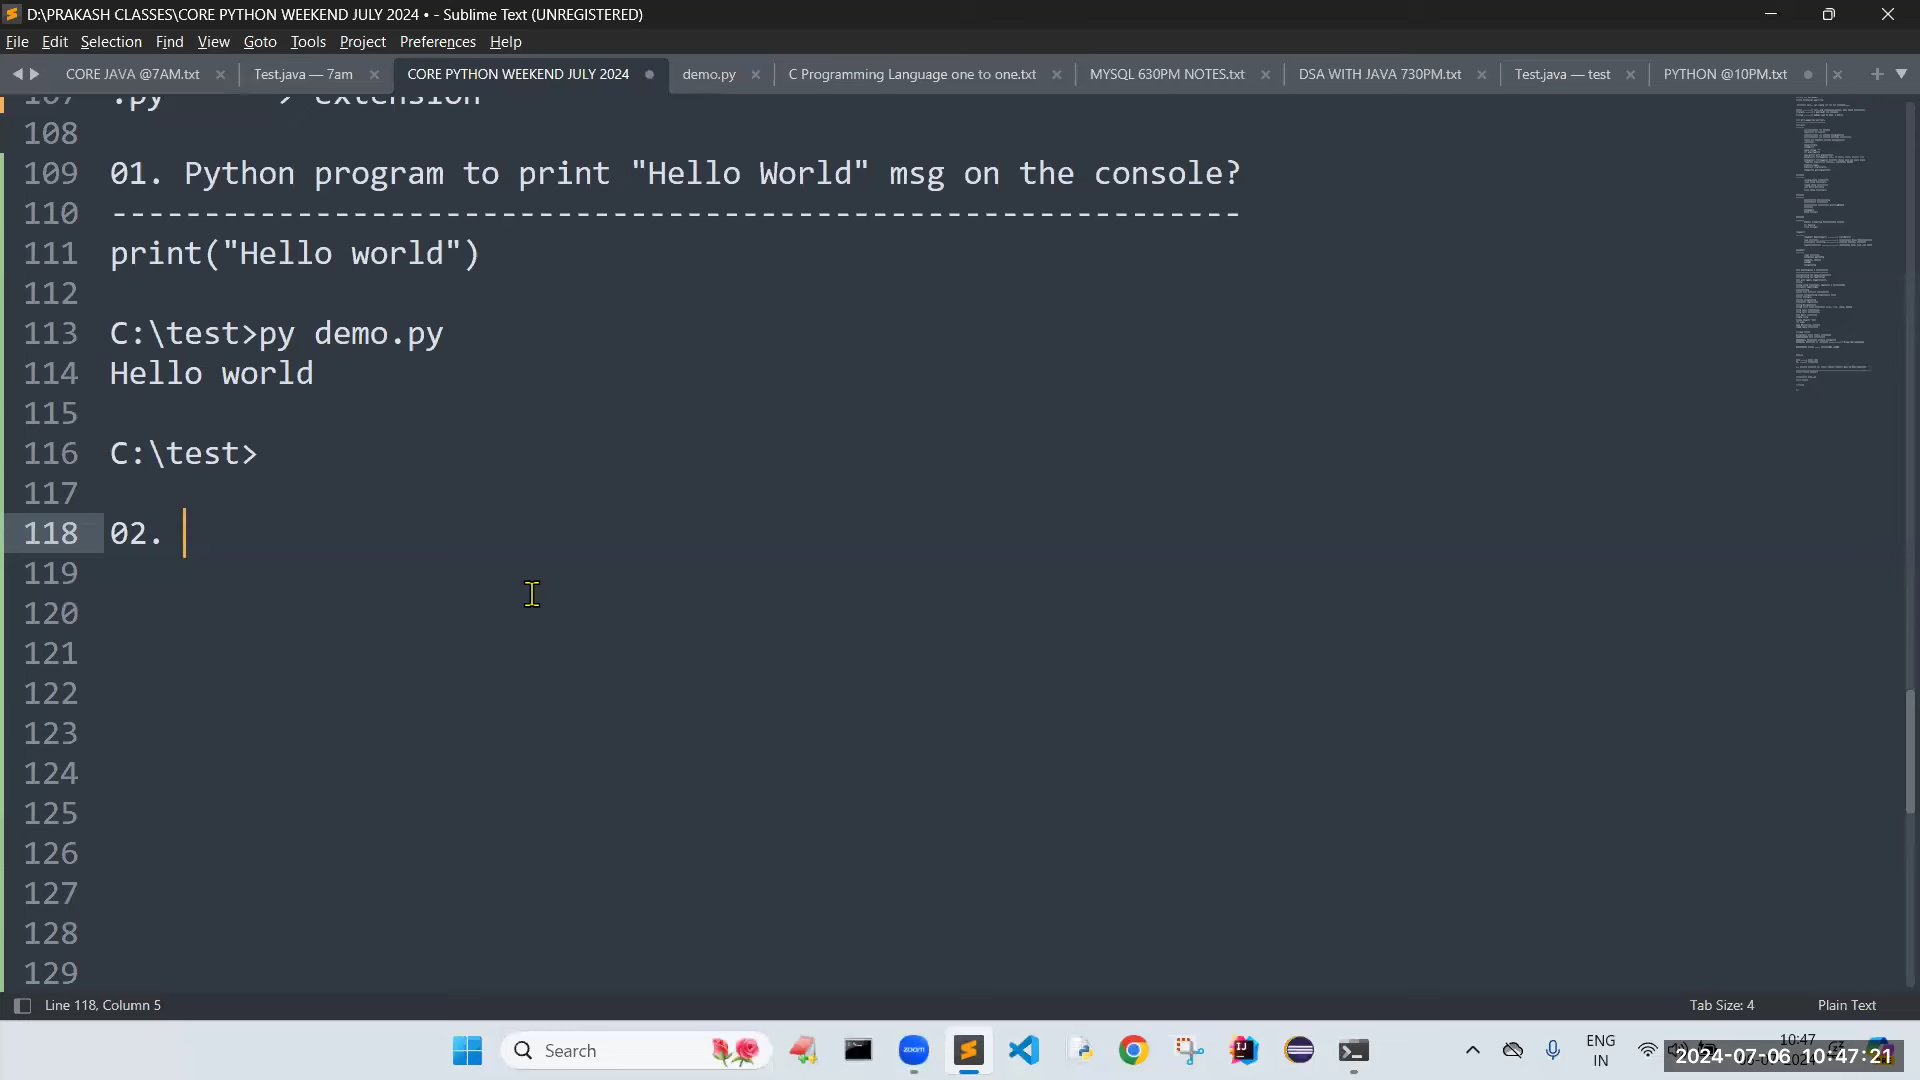 D:\PRAKASH CLASSES\CORE PYTHON WEEKEND JULY 2024 • - Sublime Text (UNREGISTERED)
File Edit Selection Find View Goto Tools Project Preferences Help
CORE JAVA @7AM.txt Test.java — 7am CORE PYTHON WEEKEND JULY 2024 demo.py C Programming Language one to one.txt MYSQL 630PM NOTES.txt DSA WITH JAVA 730PM.txt Test.java — test PYTHON @10PM.txt
107 .py > extension
108
109 01. Python program to print "Hello World" msg on the console?
110 -------------------------------------------------------------
111 print("Hello world")
112
113 C:\test>py demo.py
114 Hello world
115
116 C:\test>
117
118 02.
119
120
121
122
123
124
125
126
127
128
129
Line 118, Column 5 Tab Size: 4 Plain Text
Search zoom ENG IN 10:47
2024-07-06 10:47:21